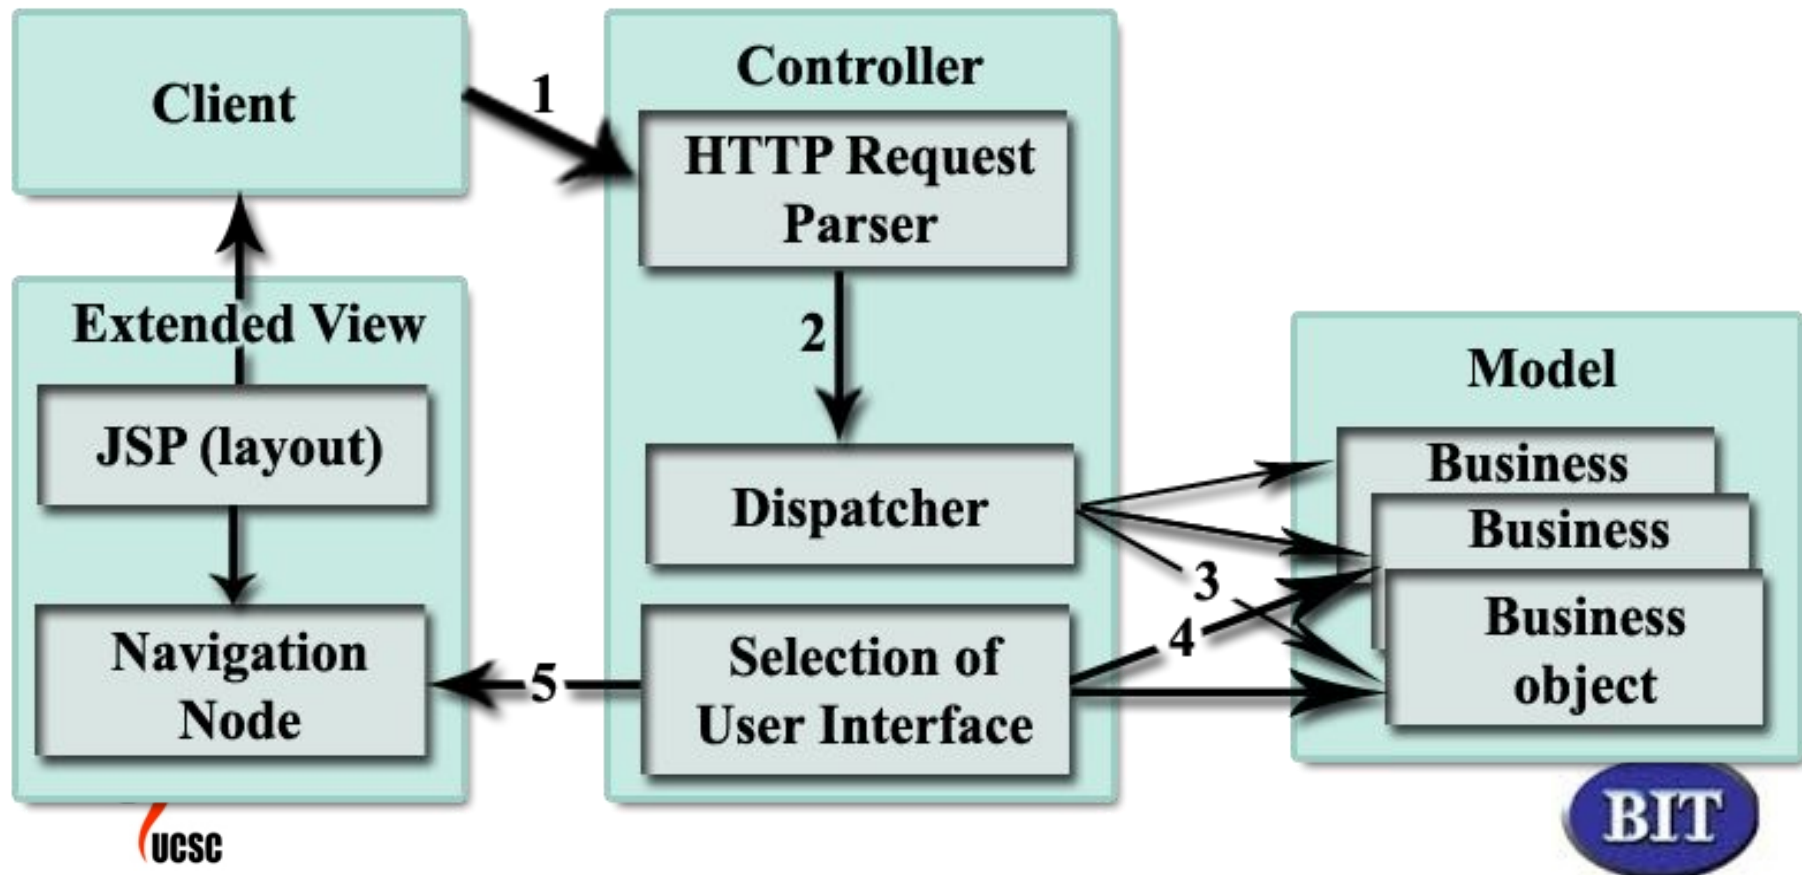 Client
1
Controller
HTTP Request
Parser
2
Extended View
JSP (layout)
Navigation
Node
Dispatcher
Selection of
User Interface
3
4
5
Model
Business
Business
Business
object
UCSC
BIT